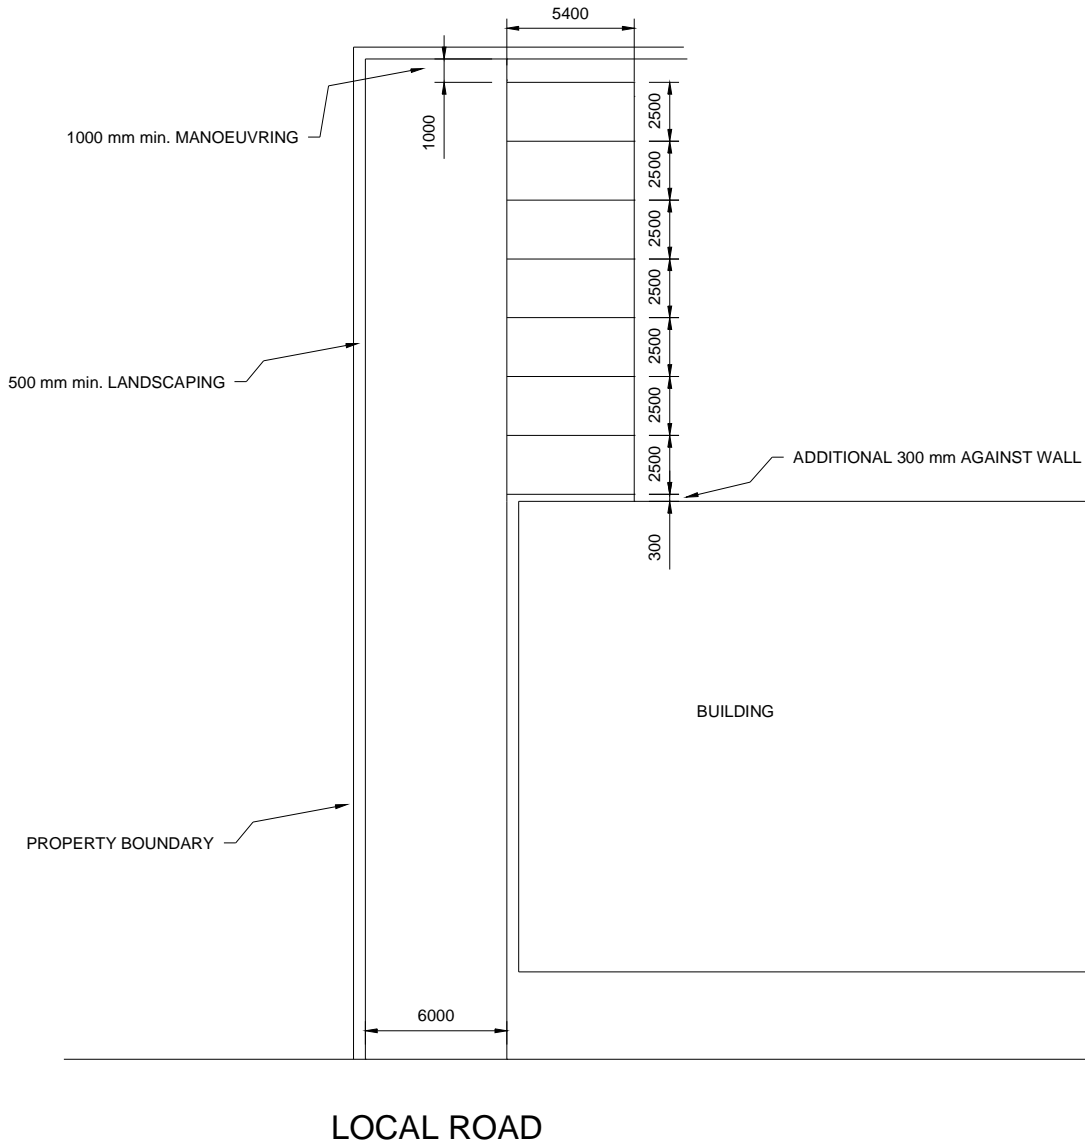 5400
1000 mm min. MANOEUVRING
1000
2500
2500
2500
2500
2500
2500
2500
500 mm min. LANDSCAPING
ADDITIONAL 300 mm AGAINST WALL
300
BUILDING
PROPERTY BOUNDARY
6000
LOCAL ROAD